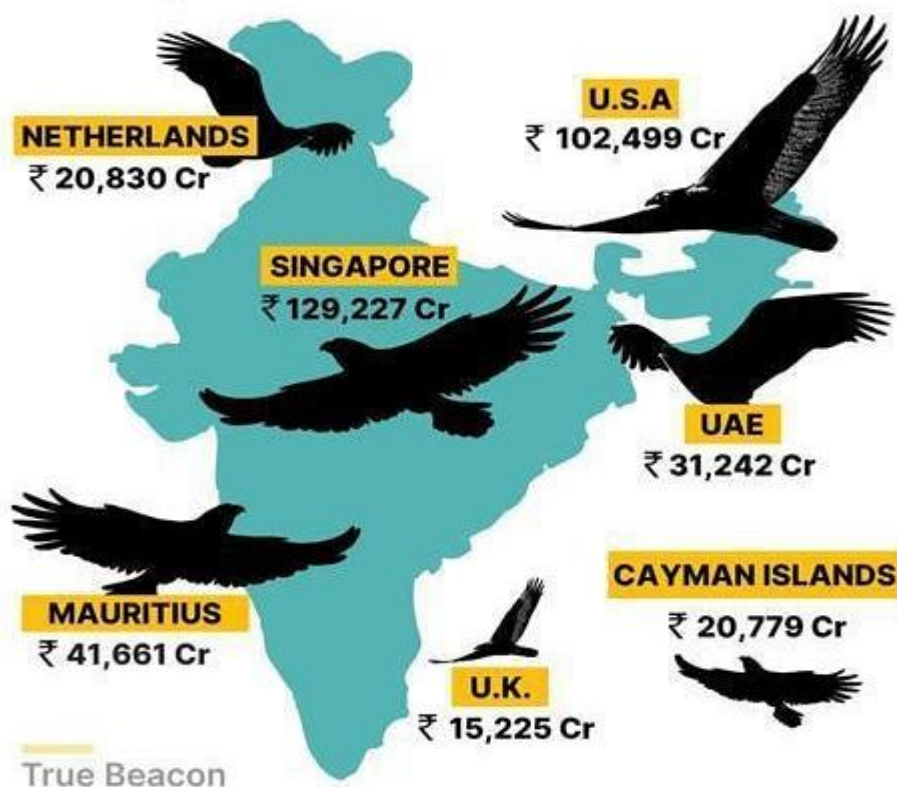 NETHERLANDS
₹ 20,830 Cr
U.S.A
₹ 102,499 Cr
SINGAPORE
₹ 129,227 Cr
UAE
₹ 31,242 Cr
MAURITIUS
₹ 41,661 Cr
CAYMAN ISLANDS
₹ 20,779 Cr
U.K.
₹ 15,225 Cr
True Beacon